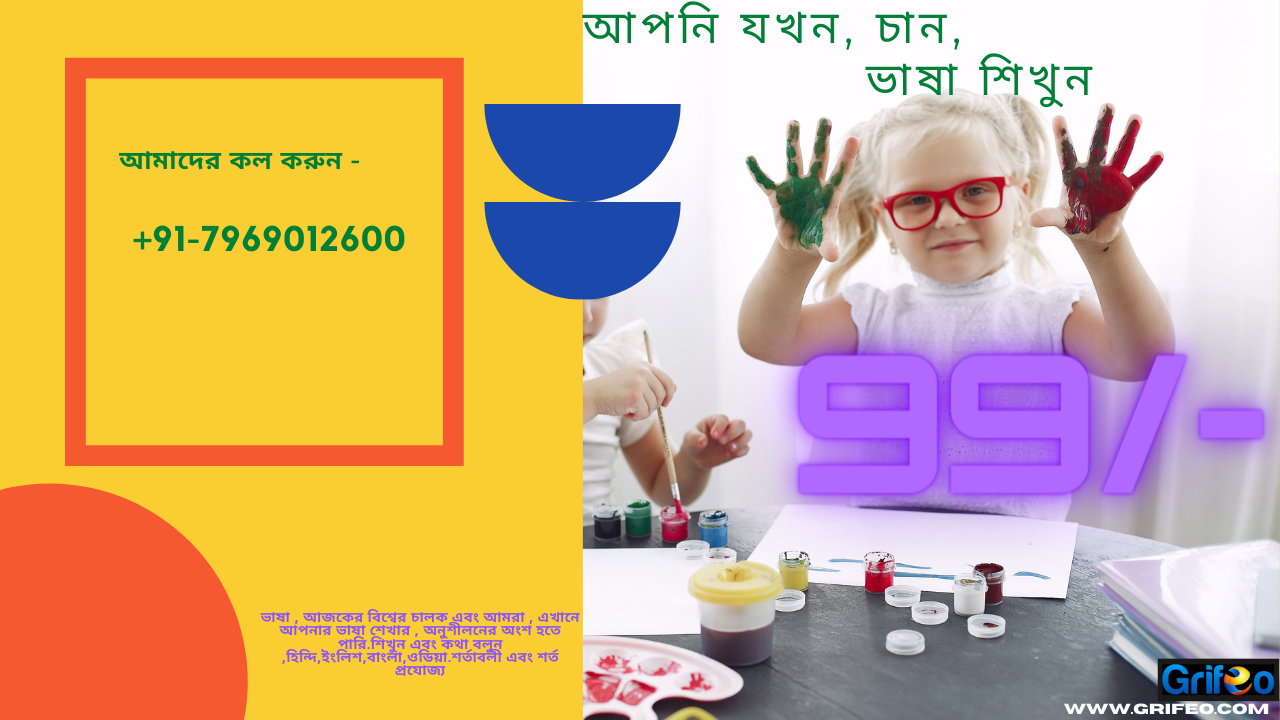 আপনি যখন, চান,
ভাষা শিখুন
আমাদের কল করুন -
+91-7969012600
99/-
ভাষা , আজকের বিশ্বের চালক এবং আমরা , এখানে
আপনার ভাষা শেখার , অনুশীলনের অংশ হতে
পারি.শিখুন এবং কথা বলুন
,হিন্দি,ইংলিশ,বাংলা,ওডিয়া.শর্তাবলী এবং শর্ত
প্রযোজ্য
Grifeo
WWW.GRIFEO.COM